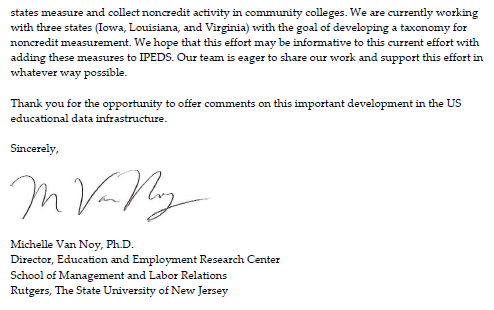 states measure and collect noncredit activity in community colleges. We are currently working
with three states (Iowa, Louisiana, and Virginia) with the goal of developing a taxonomy for
noncredit measurement. We hope that this effort may be informative to this current effort with
adding these measures to IPEDS. Our team is eager to share our work and support this effort in
whatever way possible.
Thank you for the opportunity to offer comments on this important development in the US
educational data infrastructure.
Sincerely,
M Van Noy
Michelle Van Noy, Ph.D.
Director, Education and Employment Research Center
School of Management and Labor Relations
Rutgers, The State University of New Jersey